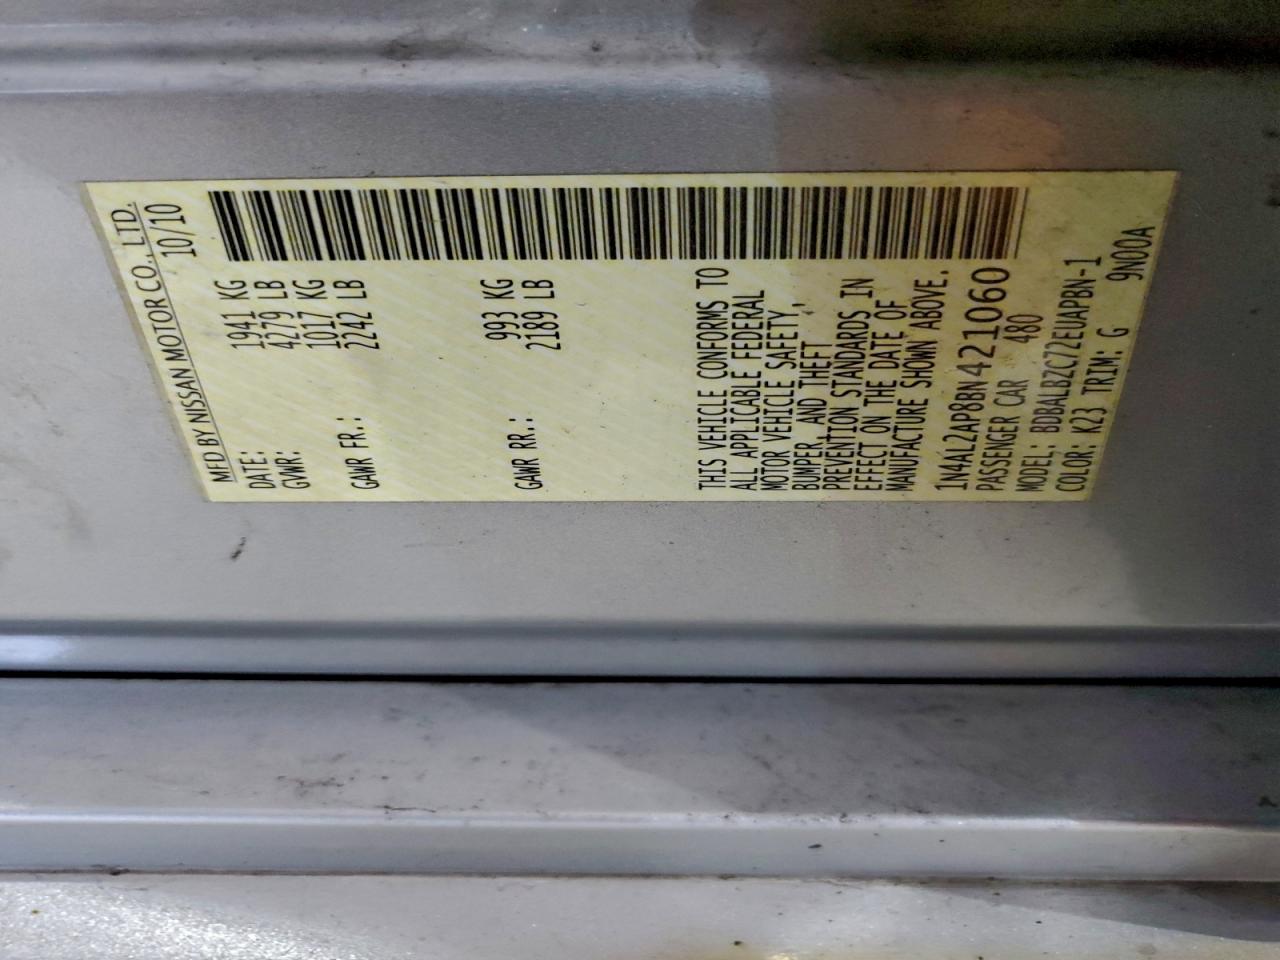 MFD BY NISSAN MOTOR CO., LTD.
DATE: 10/10
GVWR: 1941 KG
4279 LB
GAWR FR.: 1017 KG
2242 LB
GAWR RR.: 993 KG
2189 LB
THIS VEHICLE CONFORMS TO
ALL APPLICABLE FEDERAL
MOTOR VEHICLE SAFETY,
BUMPER, AND THEFT
PREVENTION STANDARDS IN
EFFECT ON THE DATE OF
MANUFACTURE SHOWN ABOVE.
1N4AL2AP8BN421060
PASSENGER CAR 480
MODEL: BDBALBZC72EUAPBN-1
COLOR: K23 TRIM: G 9N00A